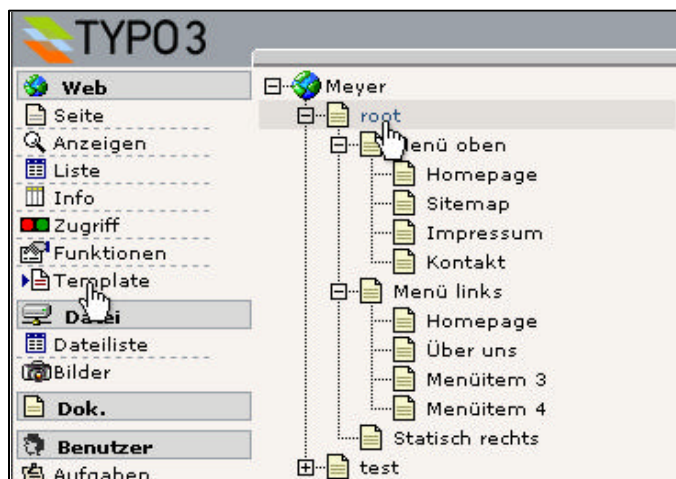 TYPO3
Web
Seite
Anzeigen
Liste
Info
Zugriff
Funktionen
Template
Datei
Dateiliste
Bilder
Dok.
Benutzer
Aufgaben
Meyer
root
Menü oben
Homepage
Sitemap
Impressum
Kontakt
Menü links
Homepage
Über uns
Menüitem 3
Menüitem 4
Statisch rechts
test